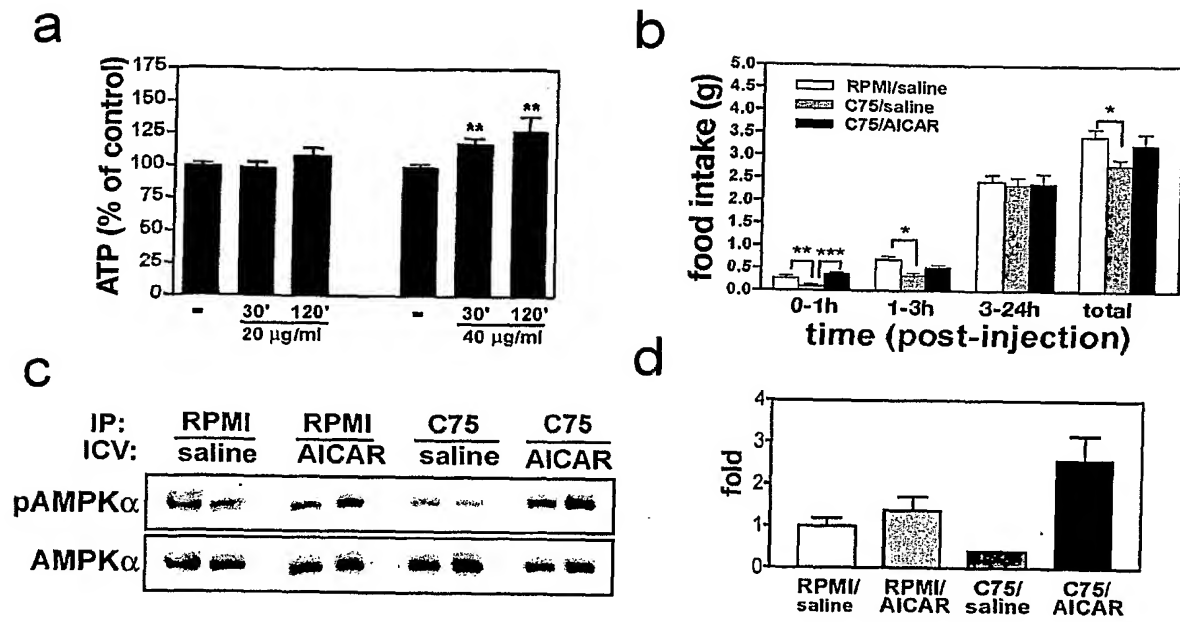 a
ATP (% of control)
175
150
125
100
75
50
25
0
** **
- 30' 120' - 30' 120'
20 µg/ml 40 µg/ml
b
food intake (g)
5.0
4.5
4.0
3.5
3.0
2.5
2.0
1.5
1.0
0.5
0.0
RPMI/saline
C75/saline
C75/AICAR
** *** * *
0-1h 1-3h 3-24h total
time (post-injection)
c
IP: RPMI RPMI C75 C75
ICV: saline AICAR saline AICAR
pAMPKα
AMPKα
d
fold
4
3
2
1
0
RPMI/ saline
RPMI/ AICAR
C75/ saline
C75/ AICAR